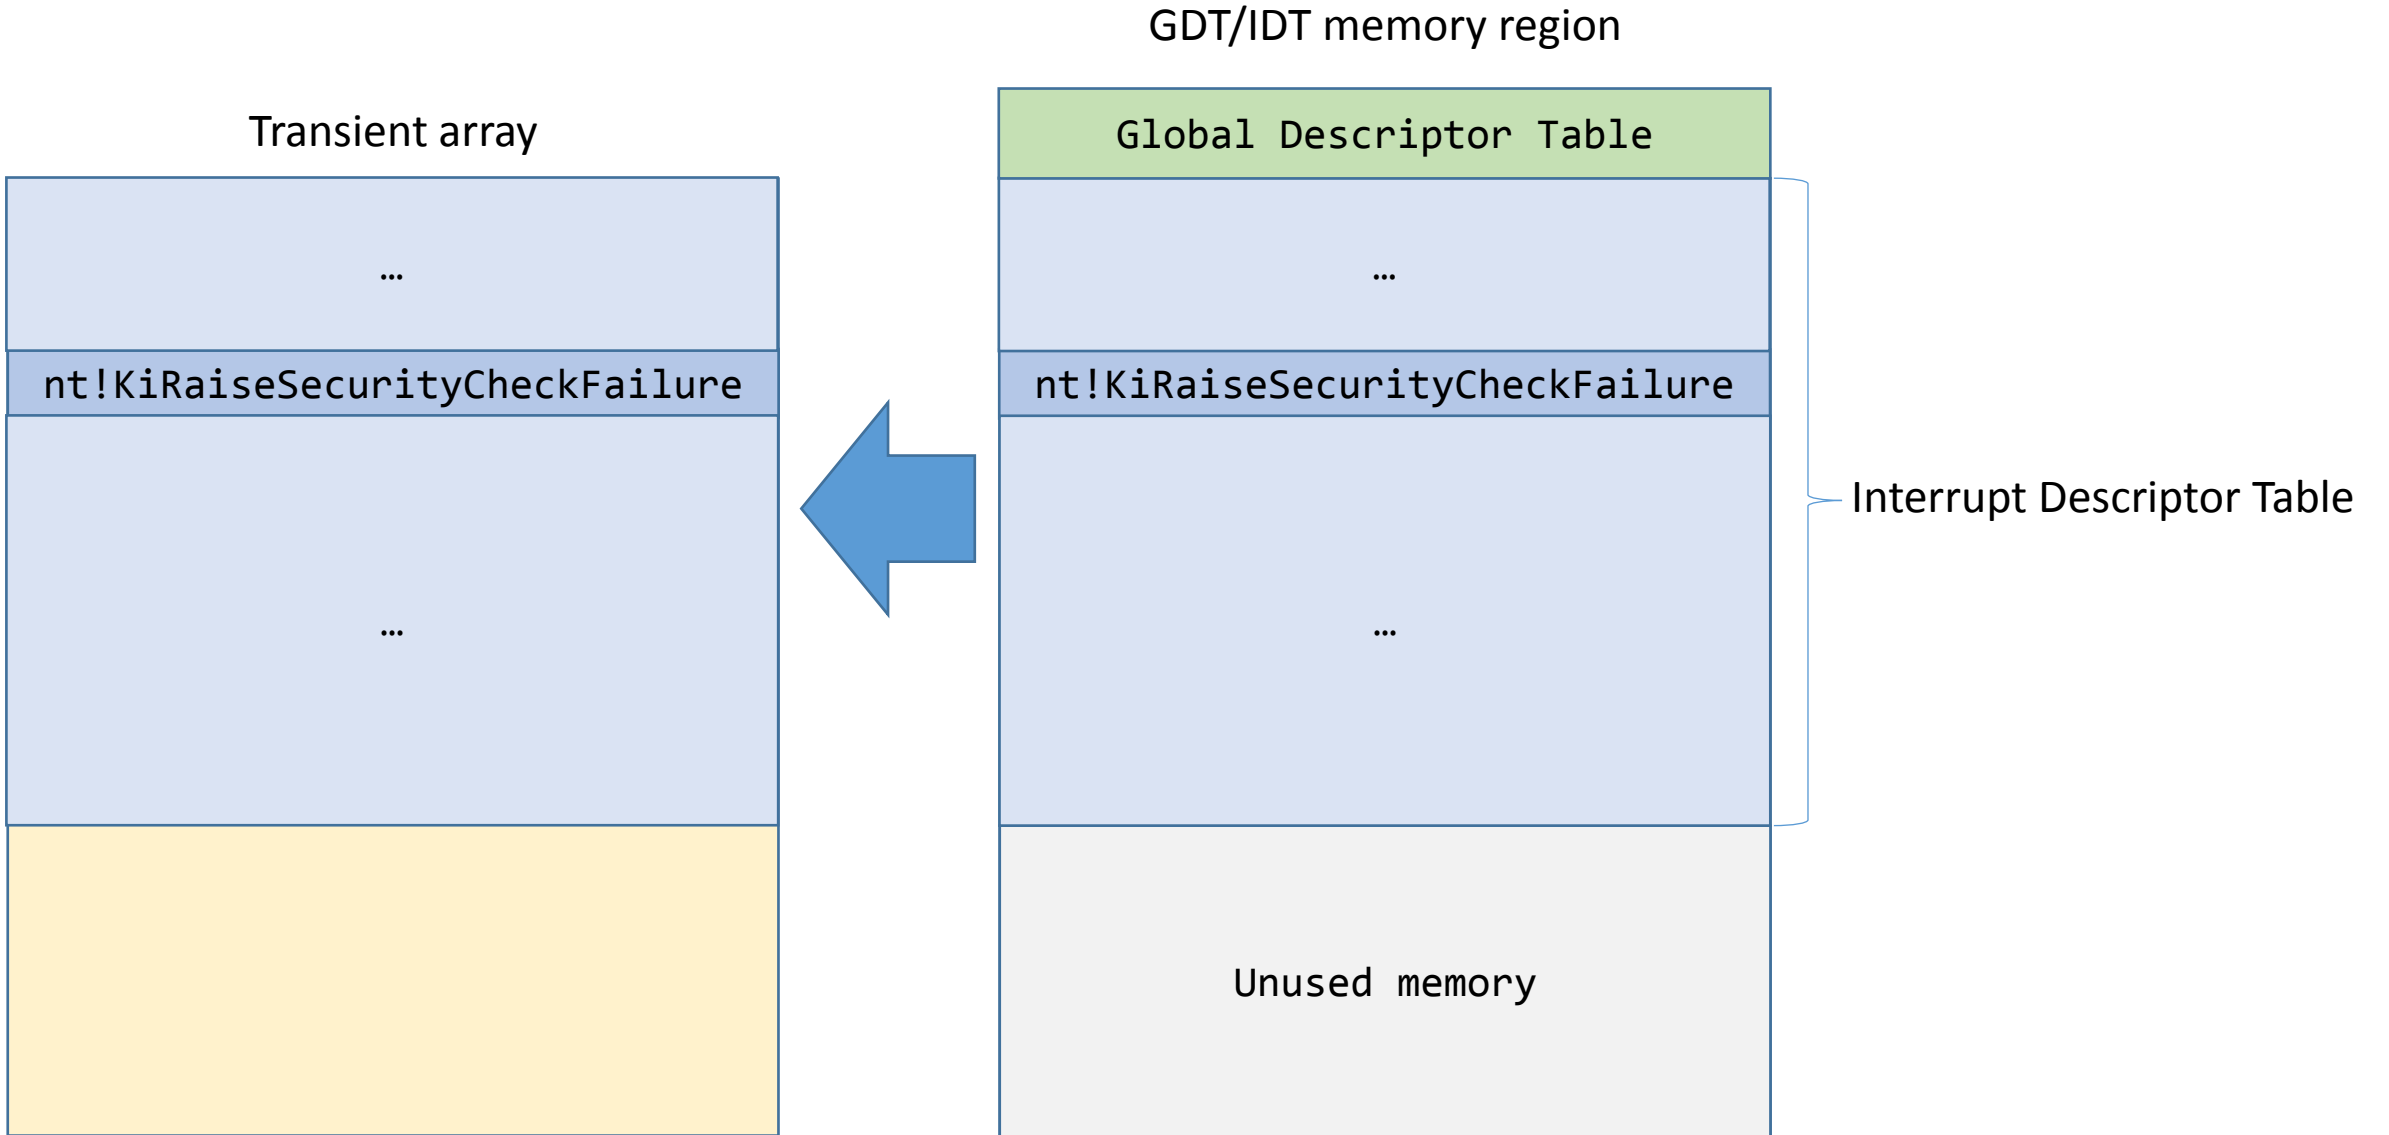 GDT/IDT memory region
Transient array
Global Descriptor Table
…
…
nt!KiRaiseSecurityCheckFailure
nt!KiRaiseSecurityCheckFailure
Interrupt Descriptor Table
…
…
Unused memory